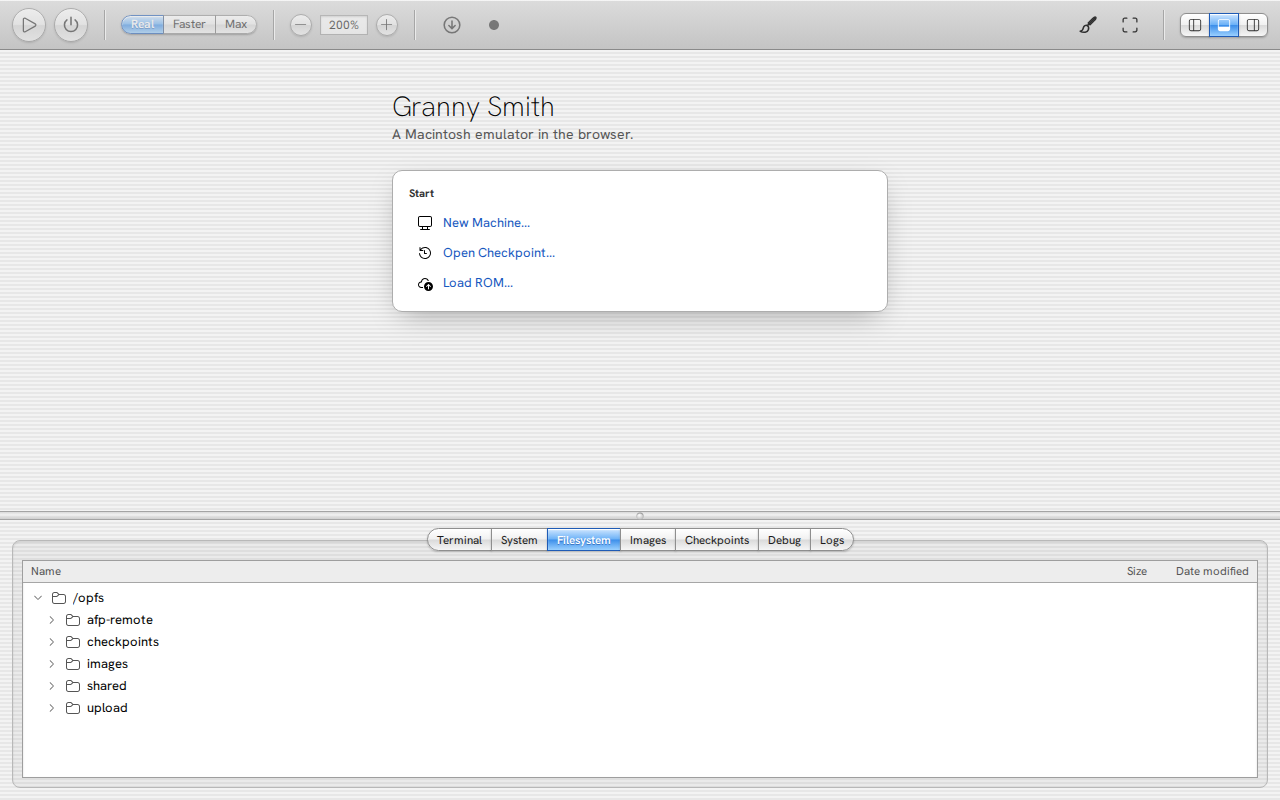 Real Faster Max 200%
Granny Smith
A Macintosh emulator in the browser.
Start
New Machine...
Open Checkpoint...
Load ROM...
Terminal System Filesystem Images Checkpoints Debug Logs
Name Size Date modified
/opfs
afp-remote
checkpoints
images
shared
upload